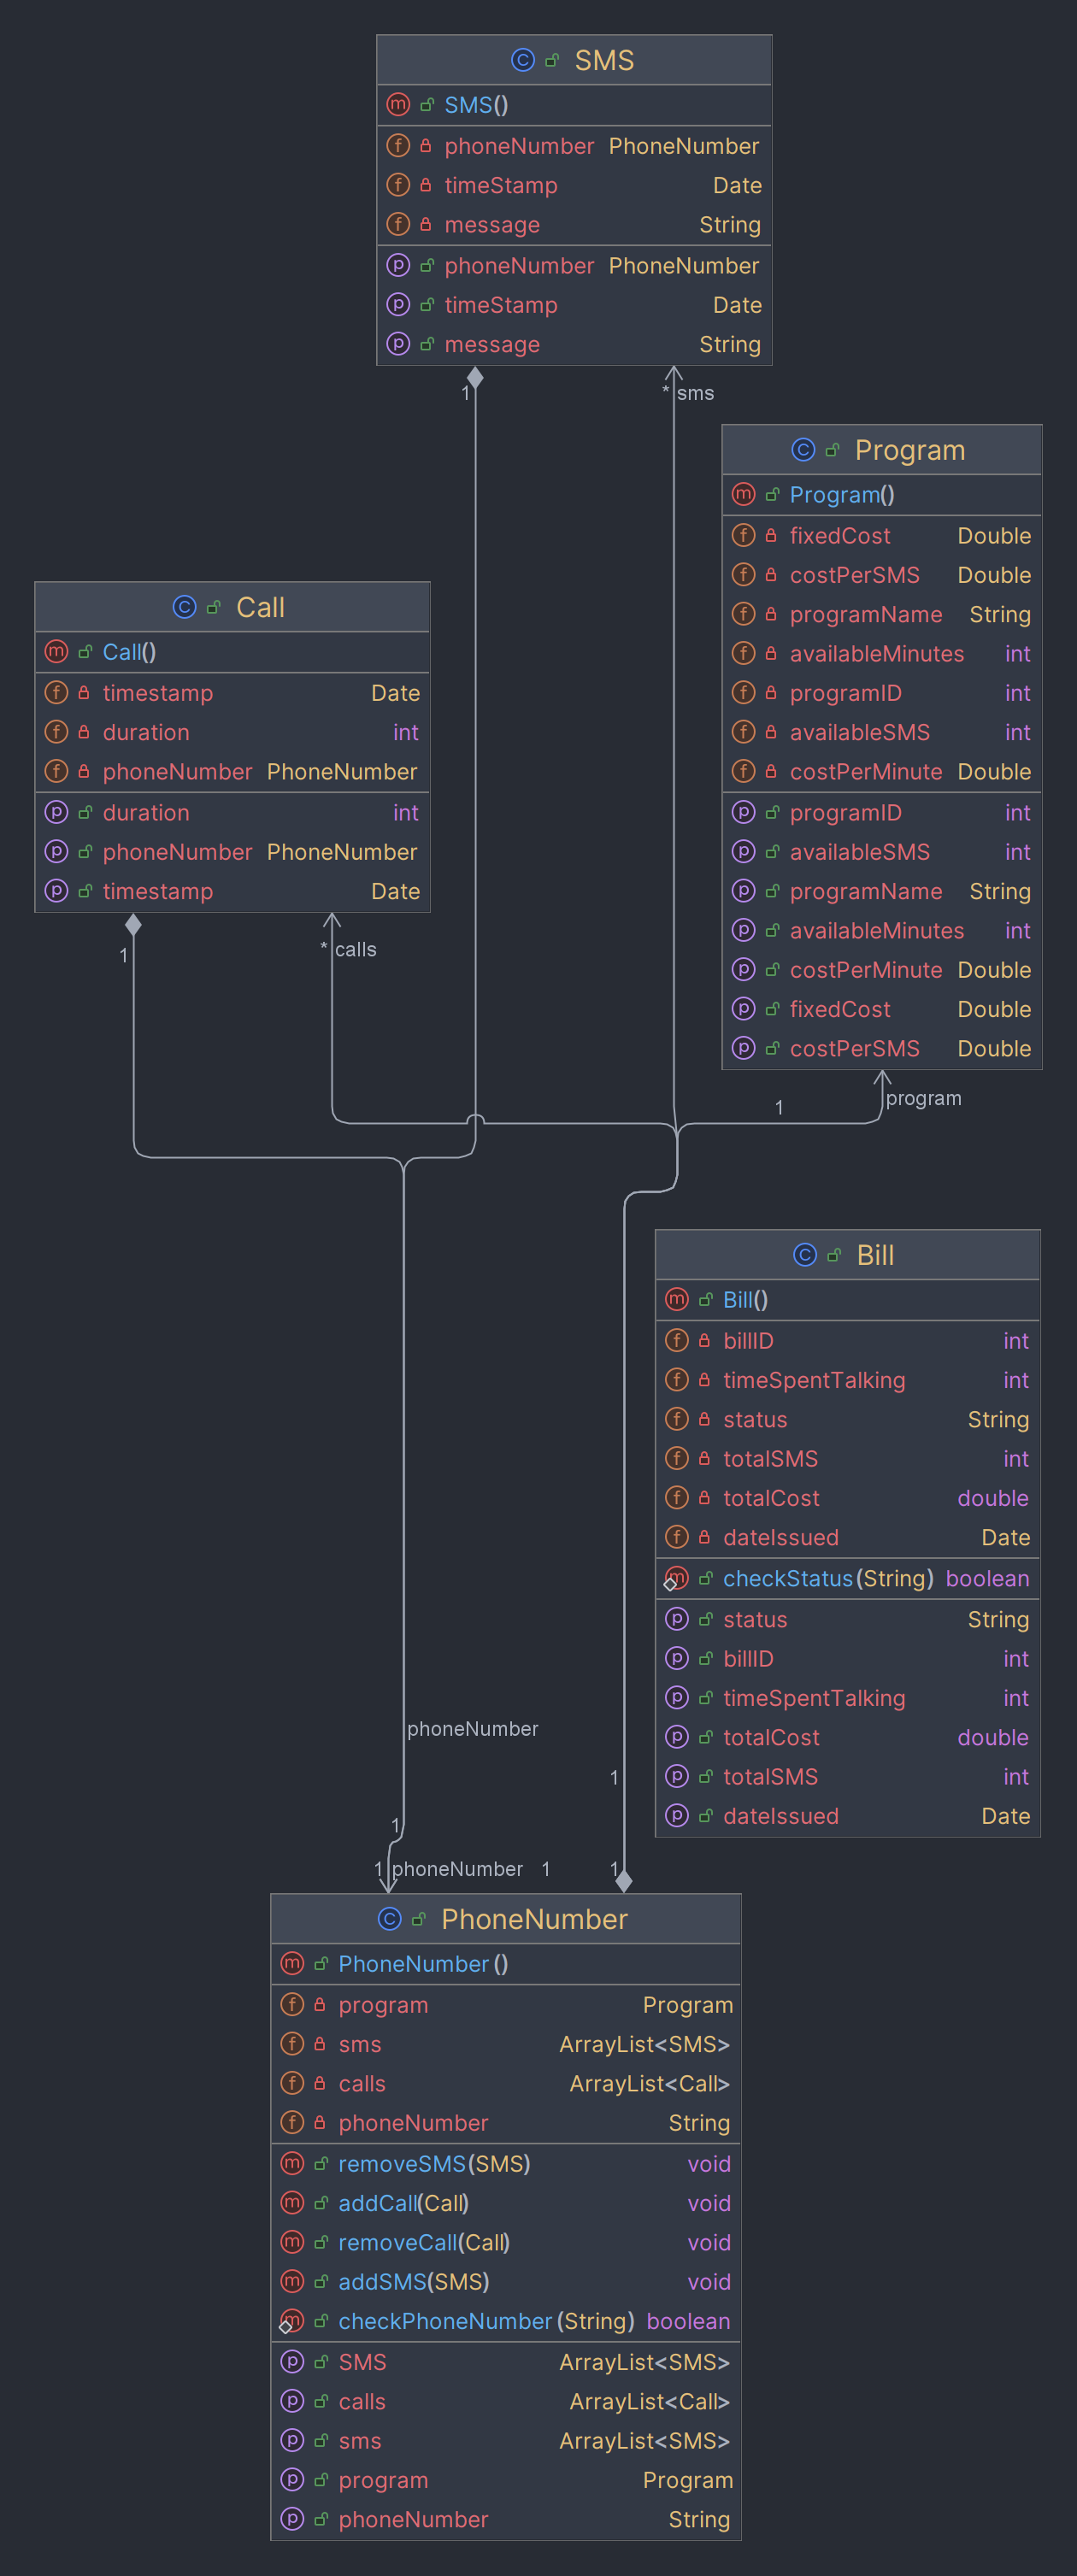 SMS
SMS()
phoneNumber PhoneNumber
timeStamp Date
message String
phoneNumber PhoneNumber
timeStamp Date
message String
1
* sms
Program
Program()
fixedCost Double
costPerSMS Double
programName String
availableMinutes int
programID int
availableSMS int
costPerMinute Double
programID int
availableSMS int
programName String
availableMinutes int
costPerMinute Double
fixedCost Double
costPerSMS Double
Call
Call()
timestamp Date
duration int
phoneNumber PhoneNumber
duration int
phoneNumber PhoneNumber
timestamp Date
1
* calls
1
program
Bill
Bill()
billID int
timeSpentTalking int
status String
totalSMS int
totalCost double
dateIssued Date
checkStatus(String) boolean
status String
billID int
timeSpentTalking int
totalCost double
totalSMS int
dateIssued Date
phoneNumber
1
1
1 phoneNumber 1
1
PhoneNumber
PhoneNumber()
program Program
sms ArrayList<SMS>
calls ArrayList<Call>
phoneNumber String
removeSMS(SMS) void
addCall(Call) void
removeCall(Call) void
addSMS(SMS) void
checkPhoneNumber(String) boolean
SMS ArrayList<SMS>
calls ArrayList<Call>
sms ArrayList<SMS>
program Program
phoneNumber String